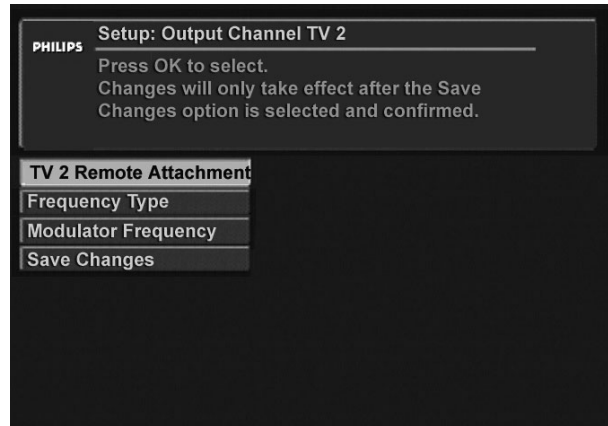 PHILIPS
Setup: Output Channel TV 2
Press OK to select.
Changes will only take effect after the Save
Changes option is selected and confirmed.
TV 2 Remote Attachment
Frequency Type
Modulator Frequency
Save Changes